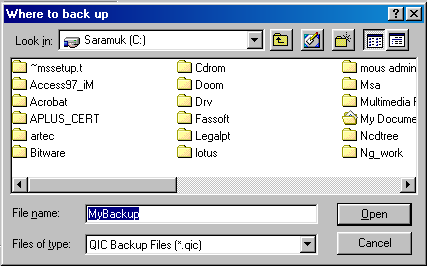 Where to back up
Look in: Saramuk (C:)
~mssetup.t
Access97_iM
Acrobat
APLUS_CERT
artec
Bitware
Cdrom
Doom
Drv
Fassoft
Legalpt
lotus
mous admin
Msa
Multimedia F
My Docume
Ncdtree
Ng_work
File name: MyBackup Open
Files of type: QIC Backup Files (*.qic) Cancel